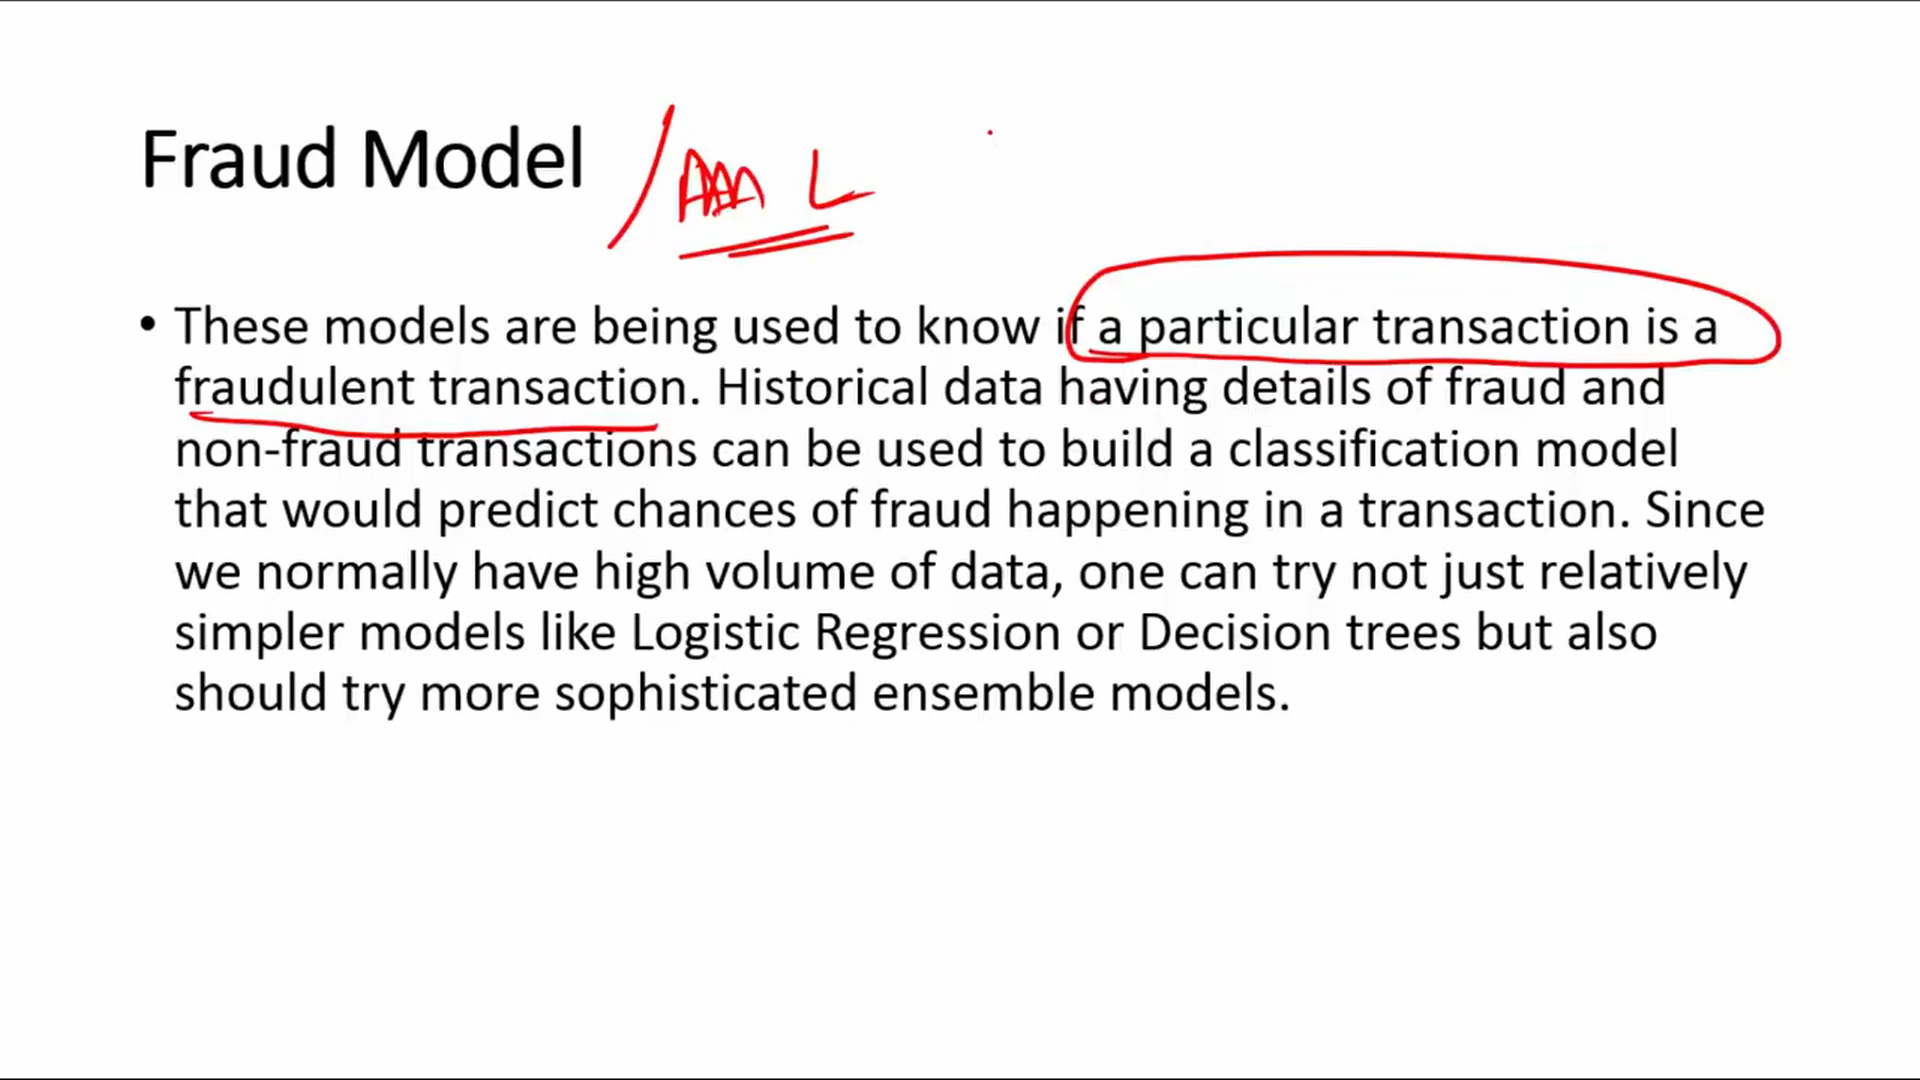 Fraud Model
• These models are being used to know if a particular transaction is a
fraudulent transaction. Historical data having details of fraud and
non-fraud transactions can be used to build a classification model
that would predict chances of fraud happening in a transaction. Since
we normally have high volume of data, one can try not just relatively
simpler models like Logistic Regression or Decision trees but also
should try more sophisticated ensemble models.